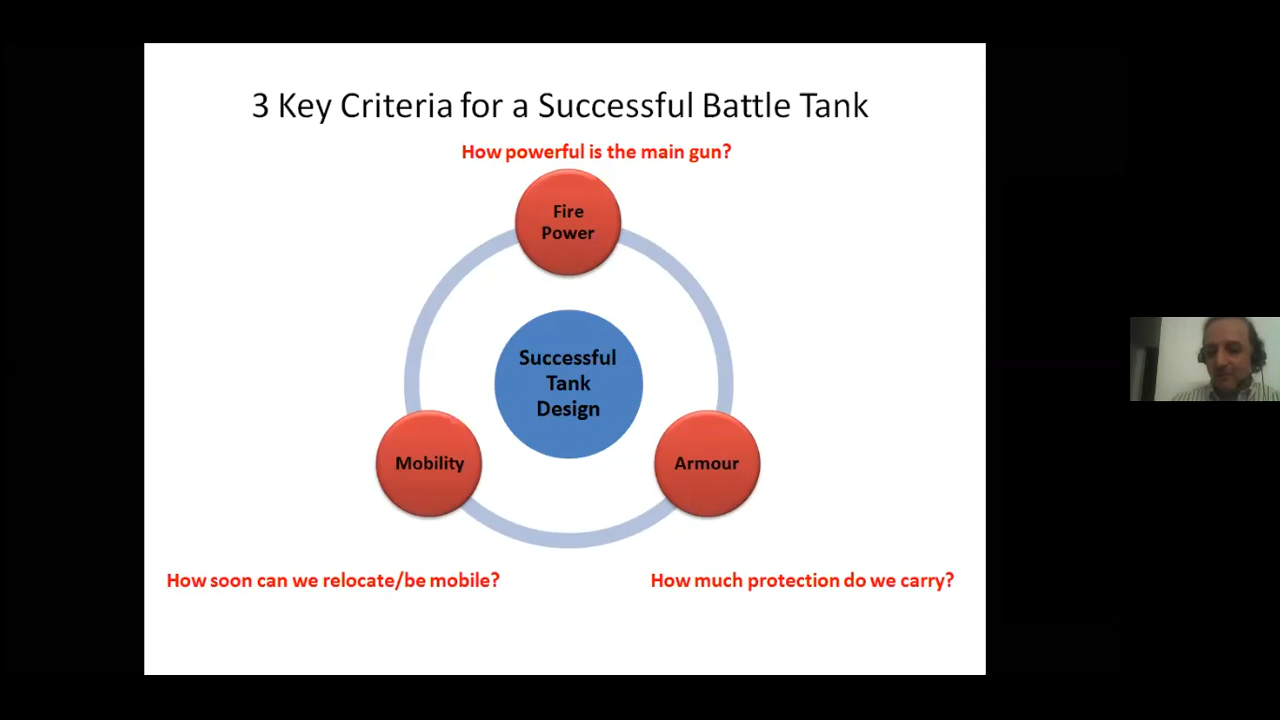 3 Key Criteria for a Successful Battle Tank
How powerful is the main gun?
Fire
Power
Successful
Tank
Design
Mobility
Armour
How soon can we relocate/be mobile?
How much protection do we carry?